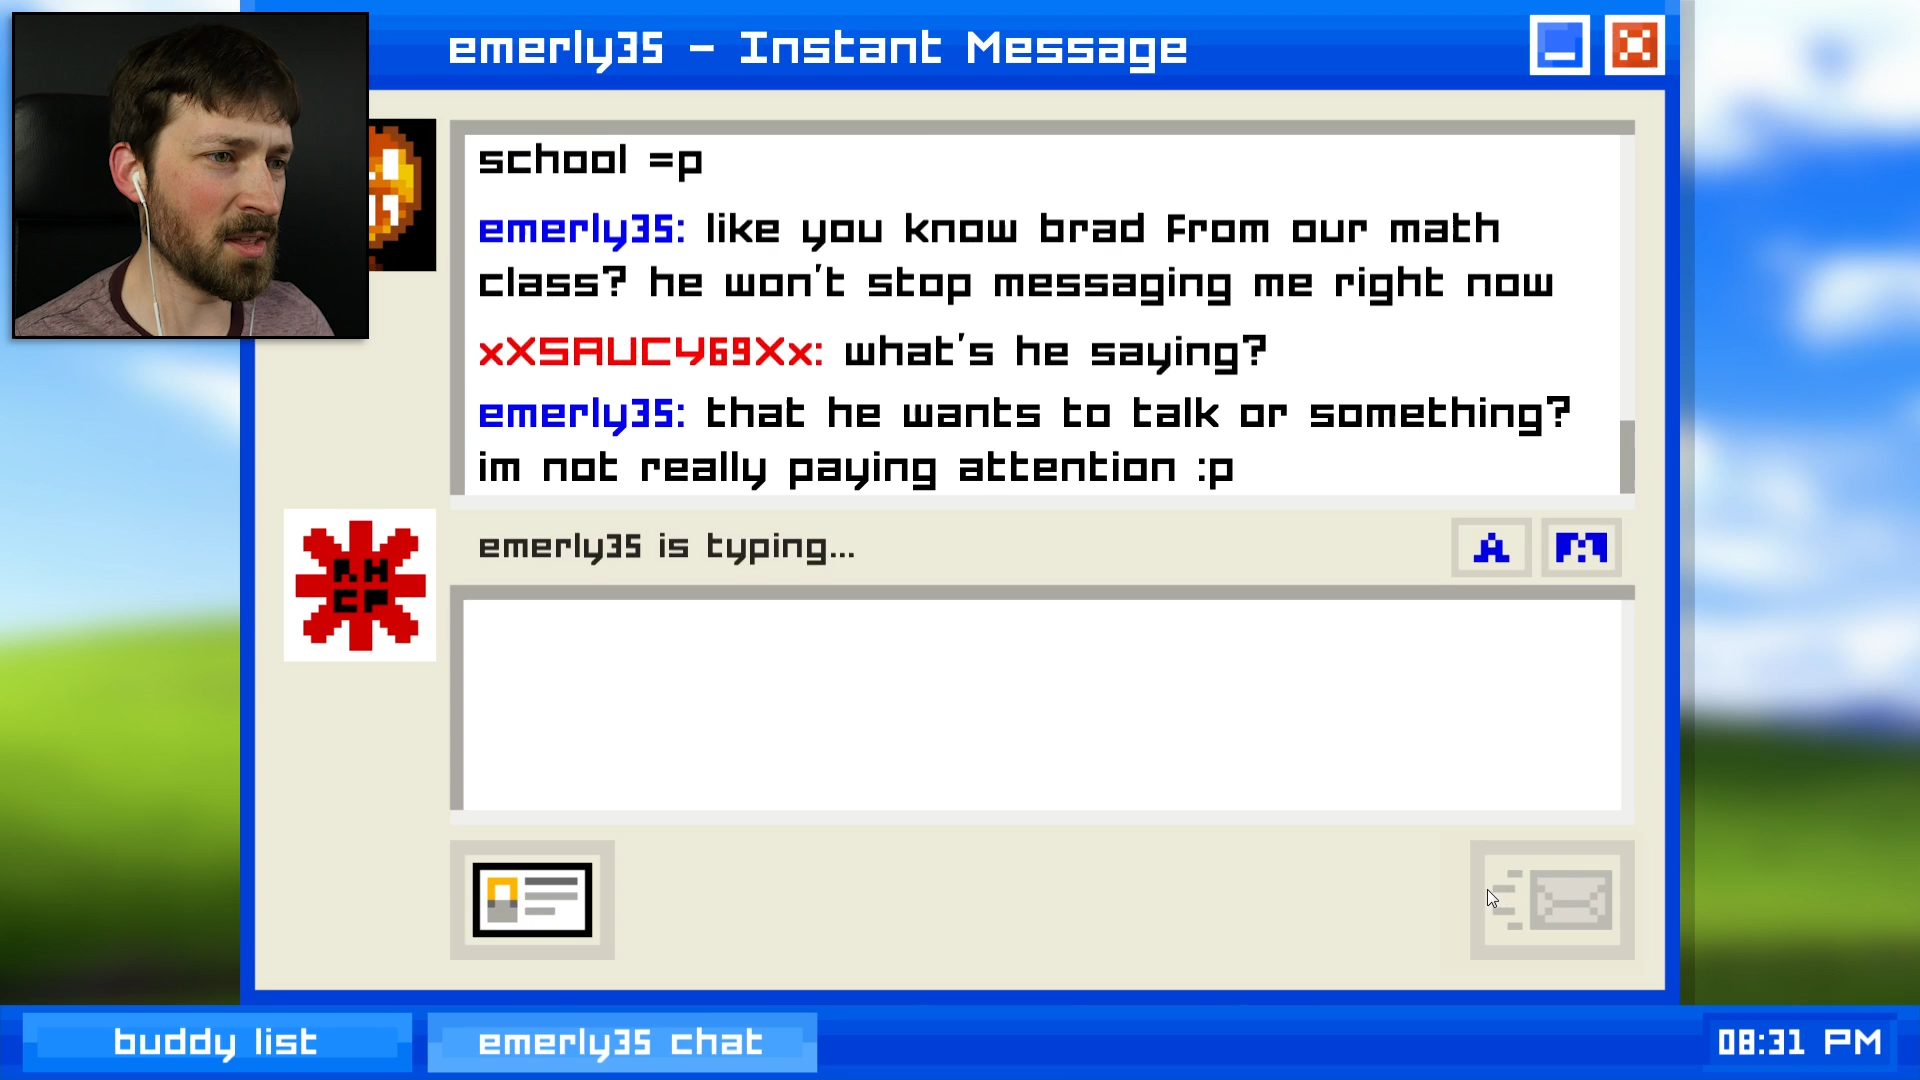 emerly35 - Instant Message
school =p
emerly35: like you know brad from our math
class? he won't stop messaging me right now
xXSAUCY69Xx: what's he saying?
emerly35: that he wants to talk or something?
im not really paying attention :p
emerly35 is typing...
A
RH
CP
buddy list
emerly35 chat
08:31 PM